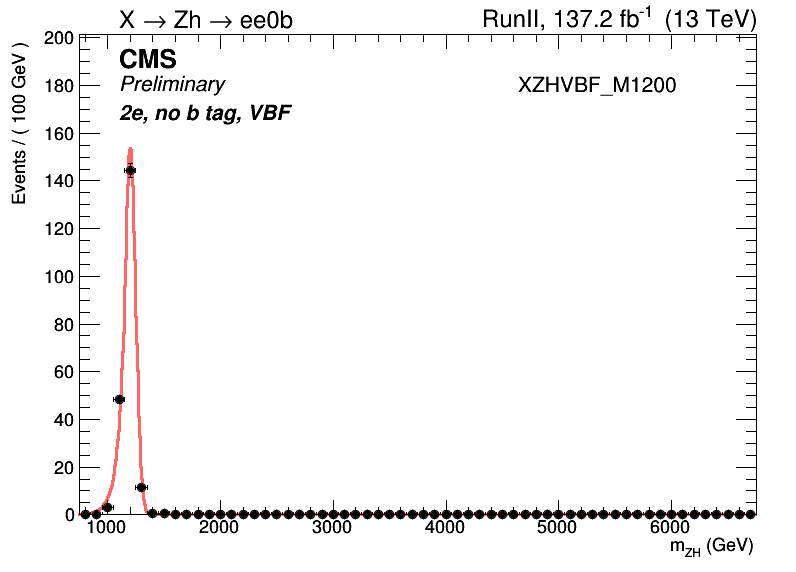 X → Zh → ee0b
RunII, 137.2 fb⁻¹ (13 TeV)
CMS
Preliminary
2e, no b tag, VBF
XZHVBF_M1200
Events / ( 100 GeV )
200
180
160
140
120
100
80
60
40
20
0
1000 2000 3000 4000 5000 6000
m_ZH (GeV)